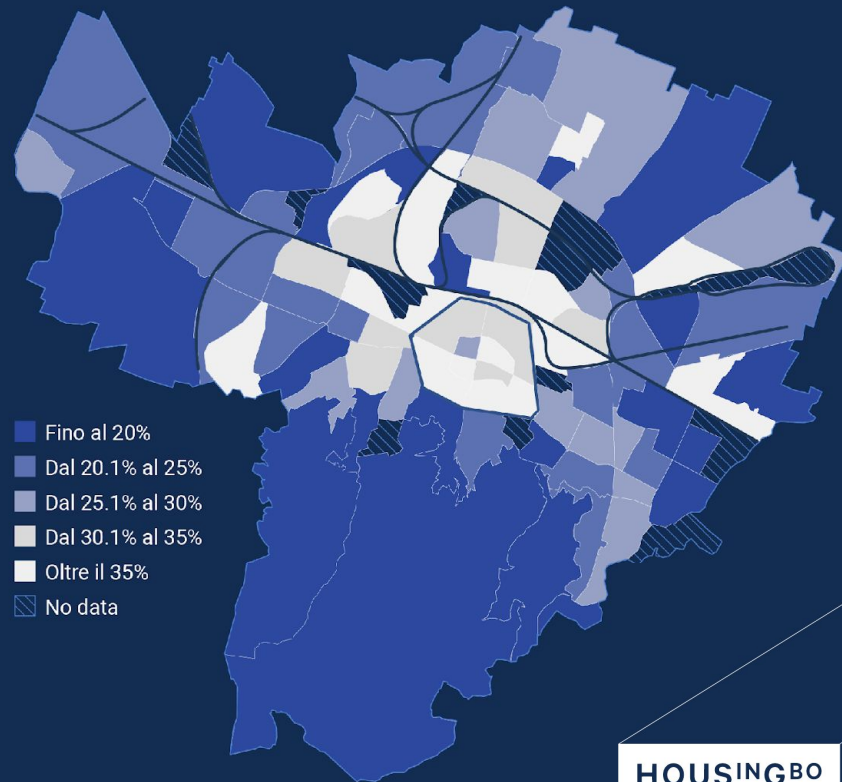 Fino al 20%
Dal 20.1% al 25%
Dal 25.1% al 30%
Dal 30.1% al 35%
Oltre il 35%
No data
HOUSINGBO